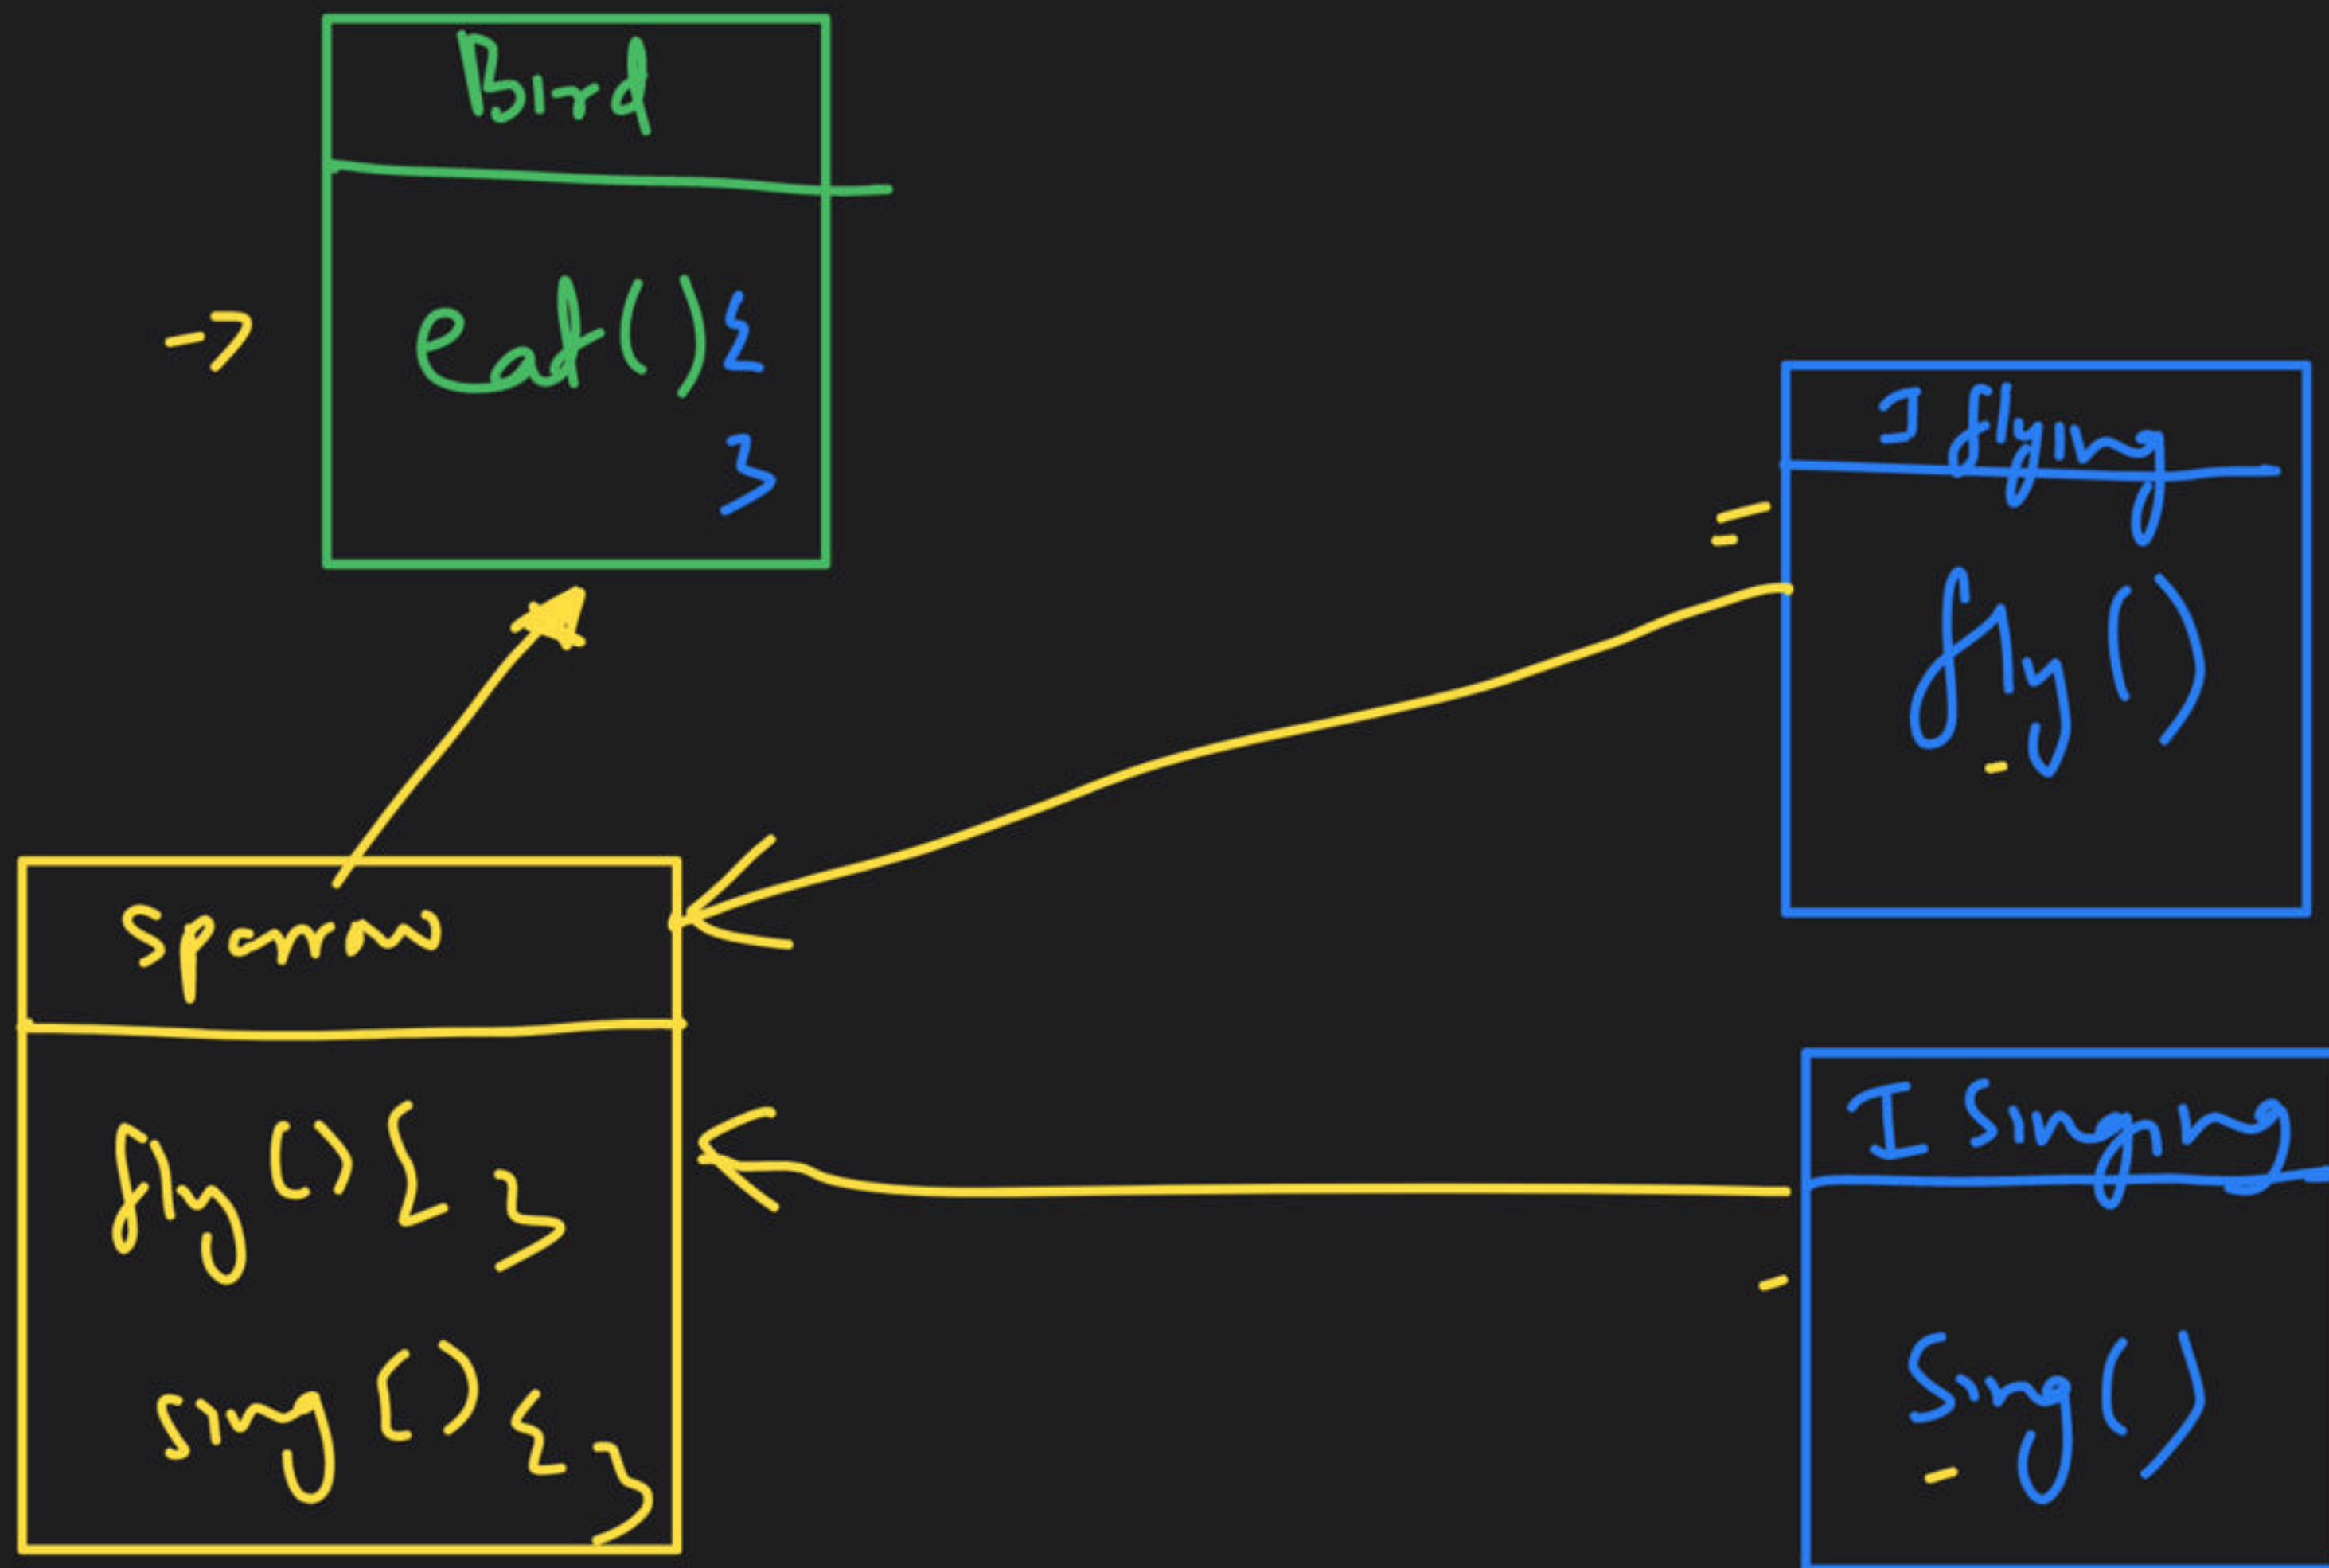 Bird
eat(){
}
I flying
fly()
Sparrow
fly(){ }
sing(){ }
I Singing
Sing()